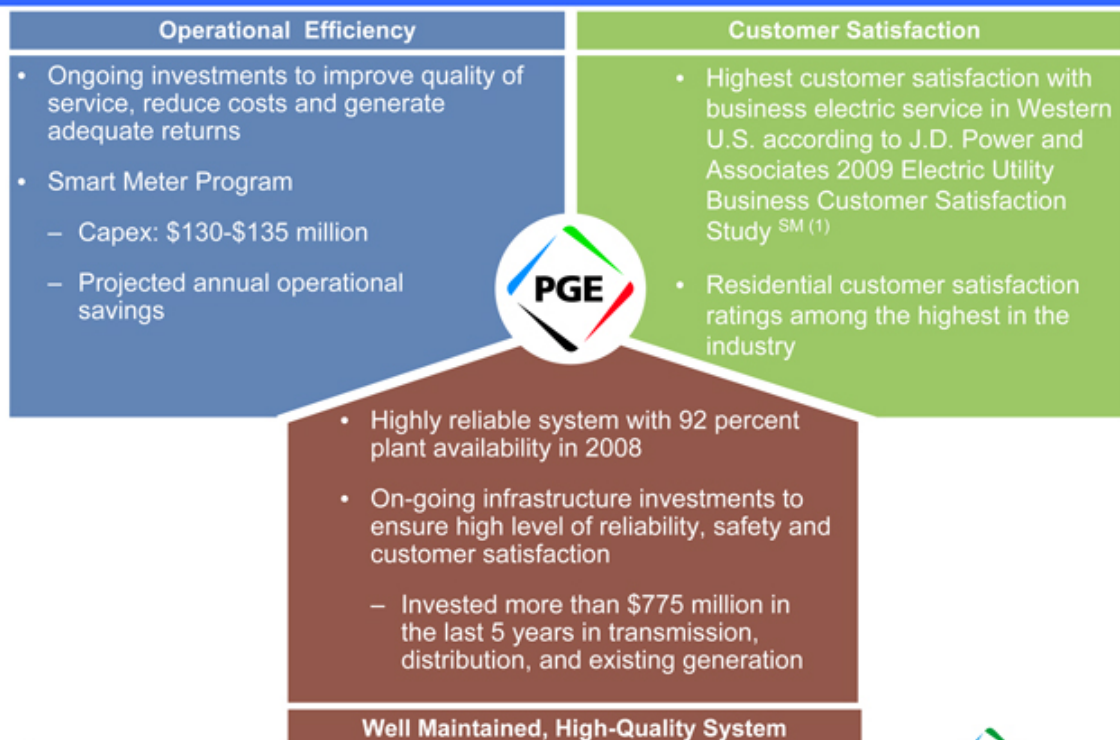 Operational Efficiency
• Ongoing investments to improve quality of
service, reduce costs and generate
adequate returns
• Smart Meter Program
– Capex: $130-$135 million
– Projected annual operational
savings
Customer Satisfaction
• Highest customer satisfaction with
business electric service in Western
U.S. according to J.D. Power and
Associates 2009 Electric Utility
Business Customer Satisfaction
Study SM (1)
• Residential customer satisfaction
ratings among the highest in the
industry
PGE
• Highly reliable system with 92 percent
plant availability in 2008
• On-going infrastructure investments to
ensure high level of reliability, safety and
customer satisfaction
– Invested more than $775 million in
the last 5 years in transmission,
distribution, and existing generation
Well Maintained, High-Quality System